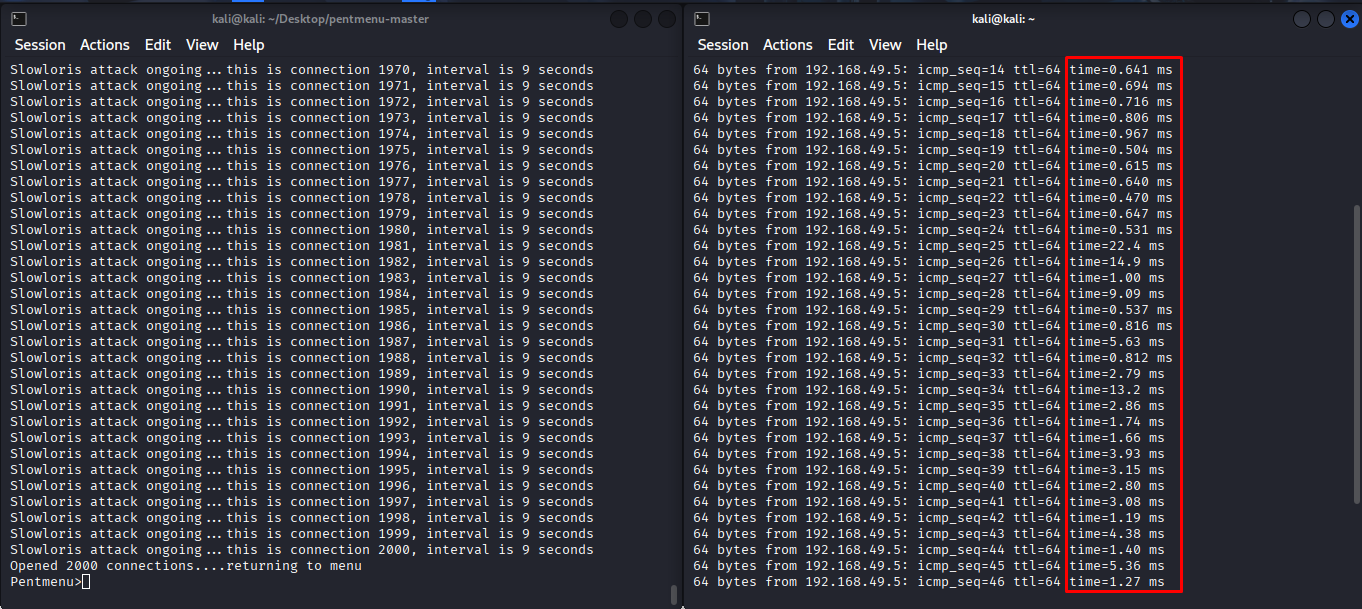 kali@kali: ~/Desktop/pentmenu-master
Session Actions Edit View Help
Slowloris attack ongoing...this is connection 1970, interval is 9 seconds
Slowloris attack ongoing...this is connection 1971, interval is 9 seconds
Slowloris attack ongoing...this is connection 1972, interval is 9 seconds
Slowloris attack ongoing...this is connection 1973, interval is 9 seconds
Slowloris attack ongoing...this is connection 1974, interval is 9 seconds
Slowloris attack ongoing...this is connection 1975, interval is 9 seconds
Slowloris attack ongoing...this is connection 1976, interval is 9 seconds
Slowloris attack ongoing...this is connection 1977, interval is 9 seconds
Slowloris attack ongoing...this is connection 1978, interval is 9 seconds
Slowloris attack ongoing...this is connection 1979, interval is 9 seconds
Slowloris attack ongoing...this is connection 1980, interval is 9 seconds
Slowloris attack ongoing...this is connection 1981, interval is 9 seconds
Slowloris attack ongoing...this is connection 1982, interval is 9 seconds
Slowloris attack ongoing...this is connection 1983, interval is 9 seconds
Slowloris attack ongoing...this is connection 1984, interval is 9 seconds
Slowloris attack ongoing...this is connection 1985, interval is 9 seconds
Slowloris attack ongoing...this is connection 1986, interval is 9 seconds
Slowloris attack ongoing...this is connection 1987, interval is 9 seconds
Slowloris attack ongoing...this is connection 1988, interval is 9 seconds
Slowloris attack ongoing...this is connection 1989, interval is 9 seconds
Slowloris attack ongoing...this is connection 1990, interval is 9 seconds
Slowloris attack ongoing...this is connection 1991, interval is 9 seconds
Slowloris attack ongoing...this is connection 1992, interval is 9 seconds
Slowloris attack ongoing...this is connection 1993, interval is 9 seconds
Slowloris attack ongoing...this is connection 1994, interval is 9 seconds
Slowloris attack ongoing...this is connection 1995, interval is 9 seconds
Slowloris attack ongoing...this is connection 1996, interval is 9 seconds
Slowloris attack ongoing...this is connection 1997, interval is 9 seconds
Slowloris attack ongoing...this is connection 1998, interval is 9 seconds
Slowloris attack ongoing...this is connection 1999, interval is 9 seconds
Slowloris attack ongoing...this is connection 2000, interval is 9 seconds
Opened 2000 connections....returning to menu
Pentmenu>
kali@kali: ~
Session Actions Edit View Help
64 bytes from 192.168.49.5: icmp_seq=14 ttl=64 time=0.641 ms
64 bytes from 192.168.49.5: icmp_seq=15 ttl=64 time=0.694 ms
64 bytes from 192.168.49.5: icmp_seq=16 ttl=64 time=0.716 ms
64 bytes from 192.168.49.5: icmp_seq=17 ttl=64 time=0.806 ms
64 bytes from 192.168.49.5: icmp_seq=18 ttl=64 time=0.967 ms
64 bytes from 192.168.49.5: icmp_seq=19 ttl=64 time=0.504 ms
64 bytes from 192.168.49.5: icmp_seq=20 ttl=64 time=0.615 ms
64 bytes from 192.168.49.5: icmp_seq=21 ttl=64 time=0.640 ms
64 bytes from 192.168.49.5: icmp_seq=22 ttl=64 time=0.470 ms
64 bytes from 192.168.49.5: icmp_seq=23 ttl=64 time=0.647 ms
64 bytes from 192.168.49.5: icmp_seq=24 ttl=64 time=0.531 ms
64 bytes from 192.168.49.5: icmp_seq=25 ttl=64 time=22.4 ms
64 bytes from 192.168.49.5: icmp_seq=26 ttl=64 time=14.9 ms
64 bytes from 192.168.49.5: icmp_seq=27 ttl=64 time=1.00 ms
64 bytes from 192.168.49.5: icmp_seq=28 ttl=64 time=9.09 ms
64 bytes from 192.168.49.5: icmp_seq=29 ttl=64 time=0.537 ms
64 bytes from 192.168.49.5: icmp_seq=30 ttl=64 time=0.816 ms
64 bytes from 192.168.49.5: icmp_seq=31 ttl=64 time=5.63 ms
64 bytes from 192.168.49.5: icmp_seq=32 ttl=64 time=0.812 ms
64 bytes from 192.168.49.5: icmp_seq=33 ttl=64 time=2.79 ms
64 bytes from 192.168.49.5: icmp_seq=34 ttl=64 time=13.2 ms
64 bytes from 192.168.49.5: icmp_seq=35 ttl=64 time=2.86 ms
64 bytes from 192.168.49.5: icmp_seq=36 ttl=64 time=1.74 ms
64 bytes from 192.168.49.5: icmp_seq=37 ttl=64 time=1.66 ms
64 bytes from 192.168.49.5: icmp_seq=38 ttl=64 time=3.93 ms
64 bytes from 192.168.49.5: icmp_seq=39 ttl=64 time=3.15 ms
64 bytes from 192.168.49.5: icmp_seq=40 ttl=64 time=2.80 ms
64 bytes from 192.168.49.5: icmp_seq=41 ttl=64 time=3.08 ms
64 bytes from 192.168.49.5: icmp_seq=42 ttl=64 time=1.19 ms
64 bytes from 192.168.49.5: icmp_seq=43 ttl=64 time=4.38 ms
64 bytes from 192.168.49.5: icmp_seq=44 ttl=64 time=1.40 ms
64 bytes from 192.168.49.5: icmp_seq=45 ttl=64 time=5.36 ms
64 bytes from 192.168.49.5: icmp_seq=46 ttl=64 time=1.27 ms